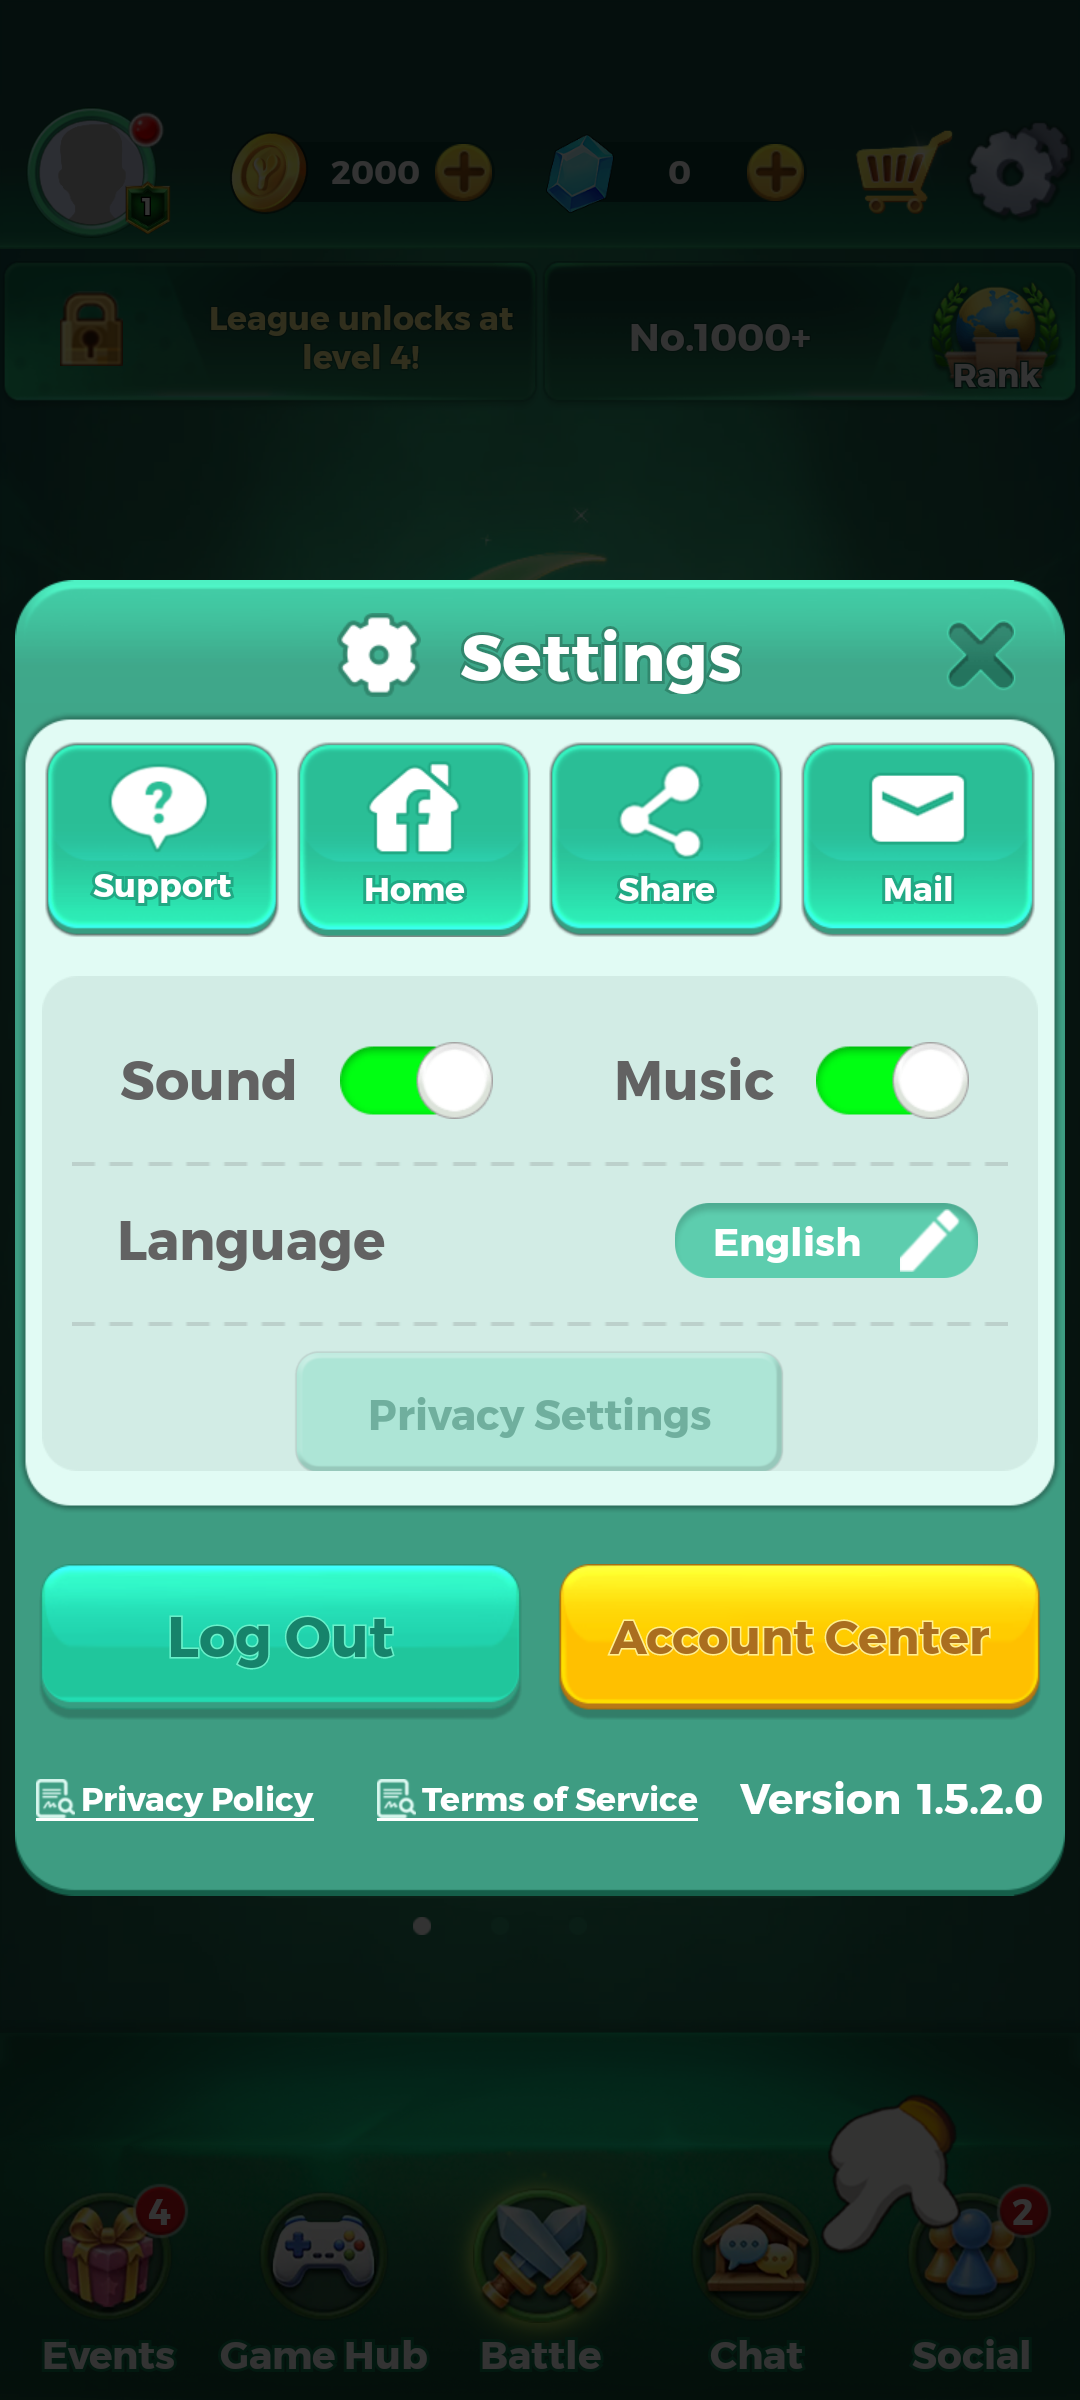 1
2000
0
League unlocks at
level 4!
No.1000+
Rank
Settings
?
Support
Home
Share
Mail
Sound
Music
Language
English
Privacy Settings
Log Out
Account Center
Privacy Policy
Terms of Service
Version 1.5.2.0
4
2
Events
Game Hub
Battle
Chat
Social